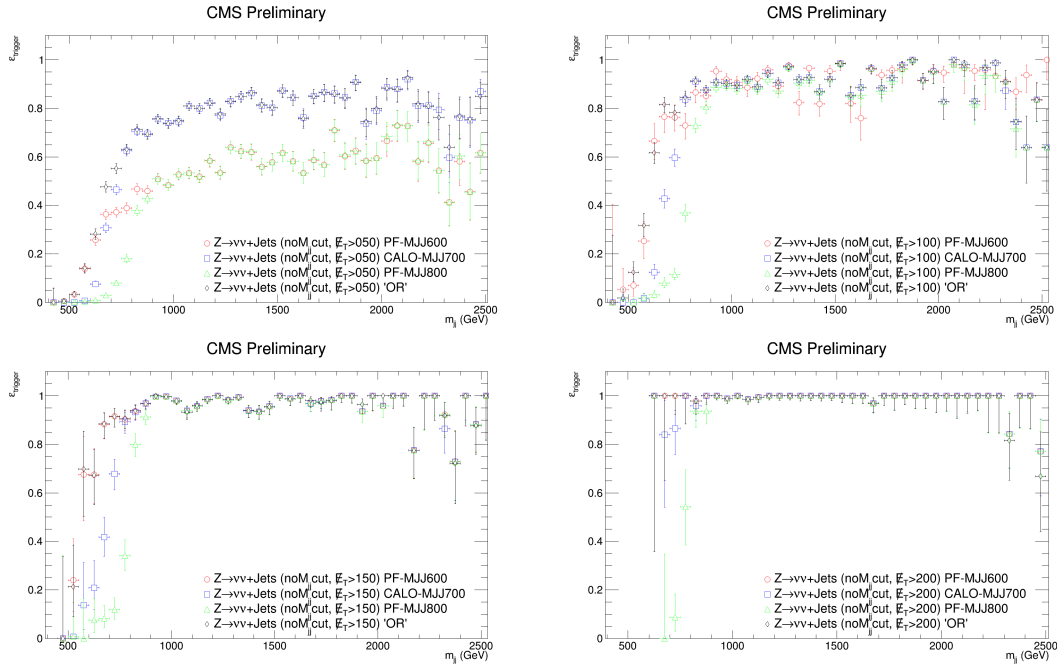 CMS Preliminary
ε trigger
1
0.8
0.6
0.4
0.2
0
Z→νν+Jets (noM_jj cut, E̸_T>050) PF-MJJ600
Z→νν+Jets (noM_jj cut, E̸_T>050) CALO-MJJ700
Z→νν+Jets (noM_jj cut, E̸_T>050) PF-MJJ800
Z→νν+Jets (noM_jj cut, E̸_T>050) 'OR'
500 1000 1500 2000 2500
m_jj (GeV)
CMS Preliminary
ε trigger
1
0.8
0.6
0.4
0.2
0
Z→νν+Jets (noM_jj cut, E̸_T>100) PF-MJJ600
Z→νν+Jets (noM_jj cut, E̸_T>100) CALO-MJJ700
Z→νν+Jets (noM_jj cut, E̸_T>100) PF-MJJ800
Z→νν+Jets (noM_jj cut, E̸_T>100) 'OR'
500 1000 1500 2000 2500
m_jj (GeV)
CMS Preliminary
ε trigger
1
0.8
0.6
0.4
0.2
0
Z→νν+Jets (noM_jj cut, E̸_T>150) PF-MJJ600
Z→νν+Jets (noM_jj cut, E̸_T>150) CALO-MJJ700
Z→νν+Jets (noM_jj cut, E̸_T>150) PF-MJJ800
Z→νν+Jets (noM_jj cut, E̸_T>150) 'OR'
500 1000 1500 2000 2500
m_jj (GeV)
CMS Preliminary
ε trigger
1
0.8
0.6
0.4
0.2
0
Z→νν+Jets (noM_jj cut, E̸_T>200) PF-MJJ600
Z→νν+Jets (noM_jj cut, E̸_T>200) CALO-MJJ700
Z→νν+Jets (noM_jj cut, E̸_T>200) PF-MJJ800
Z→νν+Jets (noM_jj cut, E̸_T>200) 'OR'
500 1000 1500 2000 2500
m_jj (GeV)